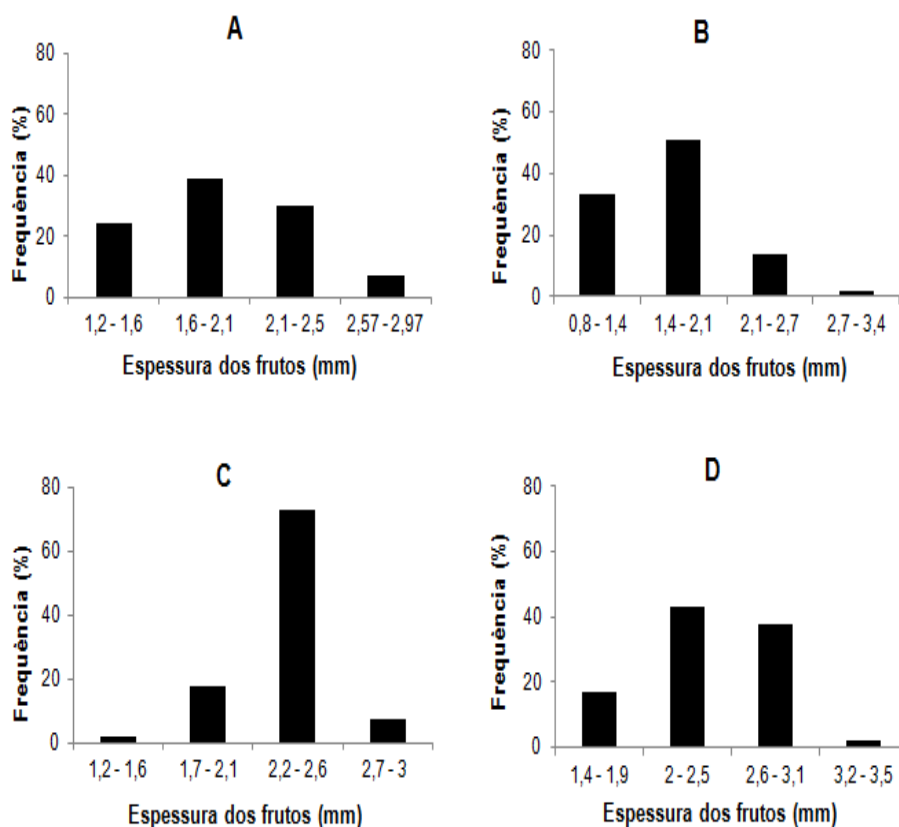 A
Frequència (%)
80
60
40
20
0
1,2 - 1,6 1,6 - 2,1 2,1 - 2,5 2,57 - 2,97
Espessura dos frutos (mm)
B
Frequència (%)
80
60
40
20
0
0,8 - 1,4 1,4 - 2,1 2,1 - 2,7 2,7 - 3,4
Espessura dos frutos (mm)
C
Frequència (%)
80
60
40
20
0
1,2 - 1,6 1,7 - 2,1 2,2 - 2,6 2,7 - 3
Espessura dos frutos (mm)
D
Frequència (%)
80
60
40
20
0
1,4 - 1,9 2 - 2,5 2,6 - 3,1 3,2 - 3,5
Espessura dos frutos (mm)